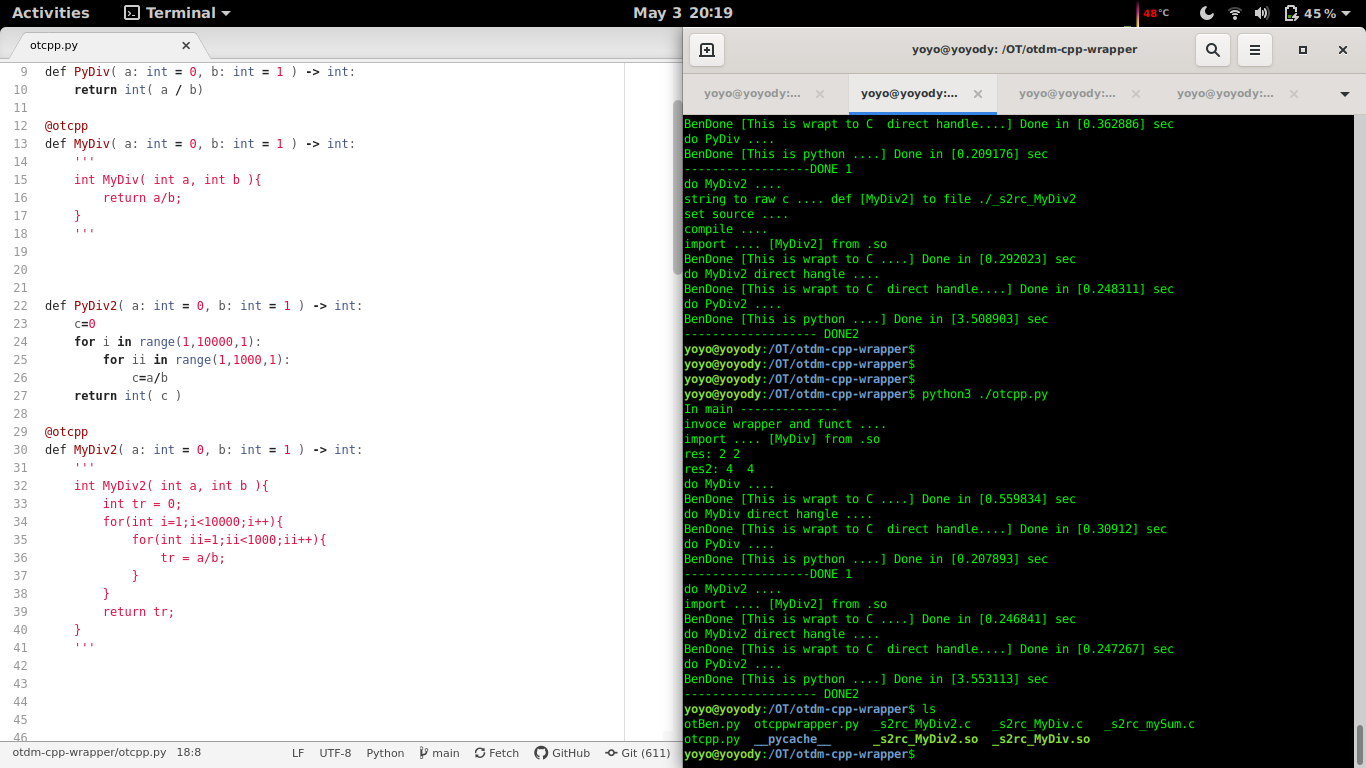 Activities Terminal May 3 20:19 48°C 45 %
otcpp.py
9 def PyDiv( a: int = 0, b: int = 1 ) -> int:
10 return int( a / b)
11
12 @otcpp
13 def MyDiv( a: int = 0, b: int = 1 ) -> int:
14 '''
15 int MyDiv( int a, int b ){
16 return a/b;
17 }
18 '''
19
20
21
22 def PyDiv2( a: int = 0, b: int = 1 ) -> int:
23 c=0
24 for i in range(1,10000,1):
25 for ii in range(1,1000,1):
26 c=a/b
27 return int( c )
28
29 @otcpp
30 def MyDiv2( a: int = 0, b: int = 1 ) -> int:
31 '''
32 int MyDiv2( int a, int b ){
33 int tr = 0;
34 for(int i=1;i<10000;i++){
35 for(int ii=1;ii<1000;ii++){
36 tr = a/b;
37 }
38 }
39 return tr;
40 }
41 '''
42
43
44
45
46
otdm-cpp-wrapper/otcpp.py 18:8 LF UTF-8 Python main Fetch GitHub Git (611)
yoyo@yoyody: /OT/otdm-cpp-wrapper
yoyo@yoyody:... yoyo@yoyody:... yoyo@yoyody:... yoyo@yoyody:...
BenDone [This is wrapt to C  direct handle....] Done in [0.362886] sec
do PyDiv ....
BenDone [This is python ....] Done in [0.209176] sec
------------------DONE 1
do MyDiv2 ....
string to raw c .... def [MyDiv2] to file ./_s2rc_MyDiv2
set source ....
compile ....
import .... [MyDiv2] from .so
BenDone [This is wrapt to C ....] Done in [0.292023] sec
do MyDiv2 direct hangle ....
BenDone [This is wrapt to C  direct handle....] Done in [0.248311] sec
do PyDiv2 ....
BenDone [This is python ....] Done in [3.508903] sec
------------------- DONE2
yoyo@yoyody:/OT/otdm-cpp-wrapper$
yoyo@yoyody:/OT/otdm-cpp-wrapper$
yoyo@yoyody:/OT/otdm-cpp-wrapper$
yoyo@yoyody:/OT/otdm-cpp-wrapper$ python3 ./otcpp.py
In main --------------
invoce wrapper and funct ....
import .... [MyDiv] from .so
res: 2 2
res2: 4  4
do MyDiv ....
BenDone [This is wrapt to C ....] Done in [0.559834] sec
do MyDiv direct hangle ....
BenDone [This is wrapt to C  direct handle....] Done in [0.30912] sec
do PyDiv ....
BenDone [This is python ....] Done in [0.207893] sec
------------------DONE 1
do MyDiv2 ....
import .... [MyDiv2] from .so
BenDone [This is wrapt to C ....] Done in [0.246841] sec
do MyDiv2 direct hangle ....
BenDone [This is wrapt to C  direct handle....] Done in [0.247267] sec
do PyDiv2 ....
BenDone [This is python ....] Done in [3.553113] sec
------------------- DONE2
yoyo@yoyody:/OT/otdm-cpp-wrapper$ ls
otBen.py  otcppwrapper.py  _s2rc_MyDiv2.c  _s2rc_MyDiv.c  _s2rc_mySum.c
otcpp.py  __pycache__  _s2rc_MyDiv2.so  _s2rc_MyDiv.so
yoyo@yoyody:/OT/otdm-cpp-wrapper$